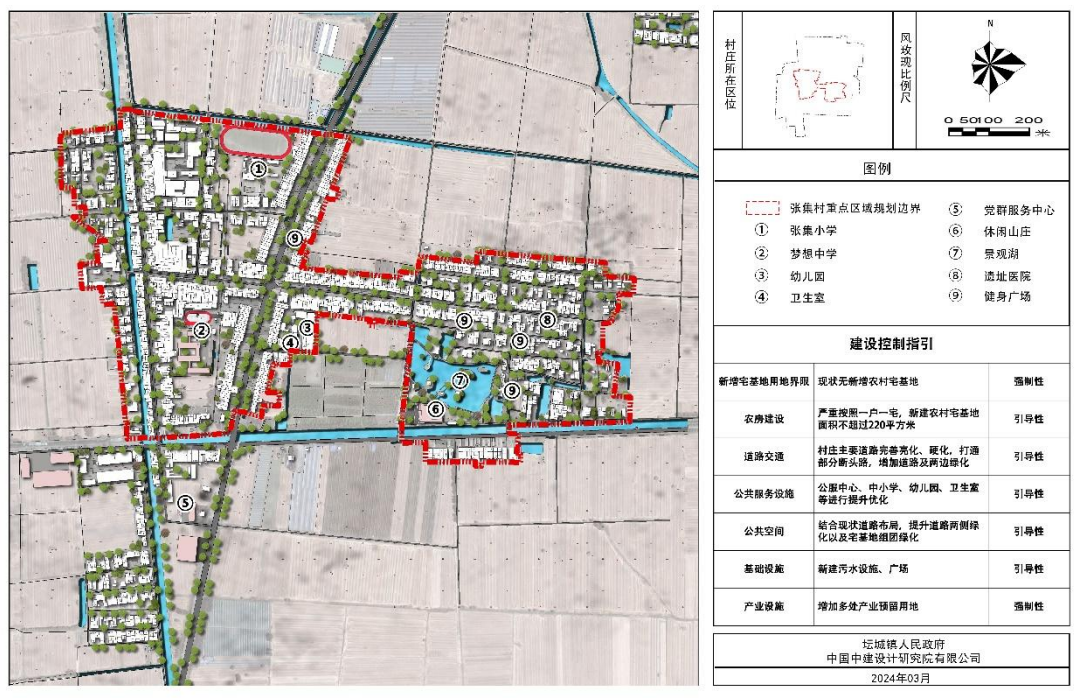 ①
⑨
②
③
④
⑨
⑧
⑨
⑦
⑨
⑥
⑤
村庄所在区位
风玫瑰比例尺
N
0 50100 200
米
图例
张集村重点区域规划边界
① 张集小学
② 梦想中学
③ 幼儿园
④ 卫生室
⑤ 党群服务中心
⑥ 休闲山庄
⑦ 景观湖
⑧ 遗址医院
⑨ 健身广场
建设控制指引
新增宅基地用地界限 现状无新增农村宅基地 强制性
农房建设 严重按照一户一宅，新建农村宅基地
面积不超过220平方米 引导性
道路交通 村庄主要道路完善亮化、硬化，打通
部分断头路，增加道路及两边绿化 引导性
公共服务设施 公服中心、中小学、幼儿园、卫生室
等进行提升优化 引导性
公共空间 结合现状道路布局，提升道路两侧绿
化以及宅基地组团绿化 引导性
基础设施 新建污水设施、广场 引导性
产业设施 增加多处产业预留用地 强制性
坛城镇人民政府
中国中建设计研究院有限公司
2024年03月